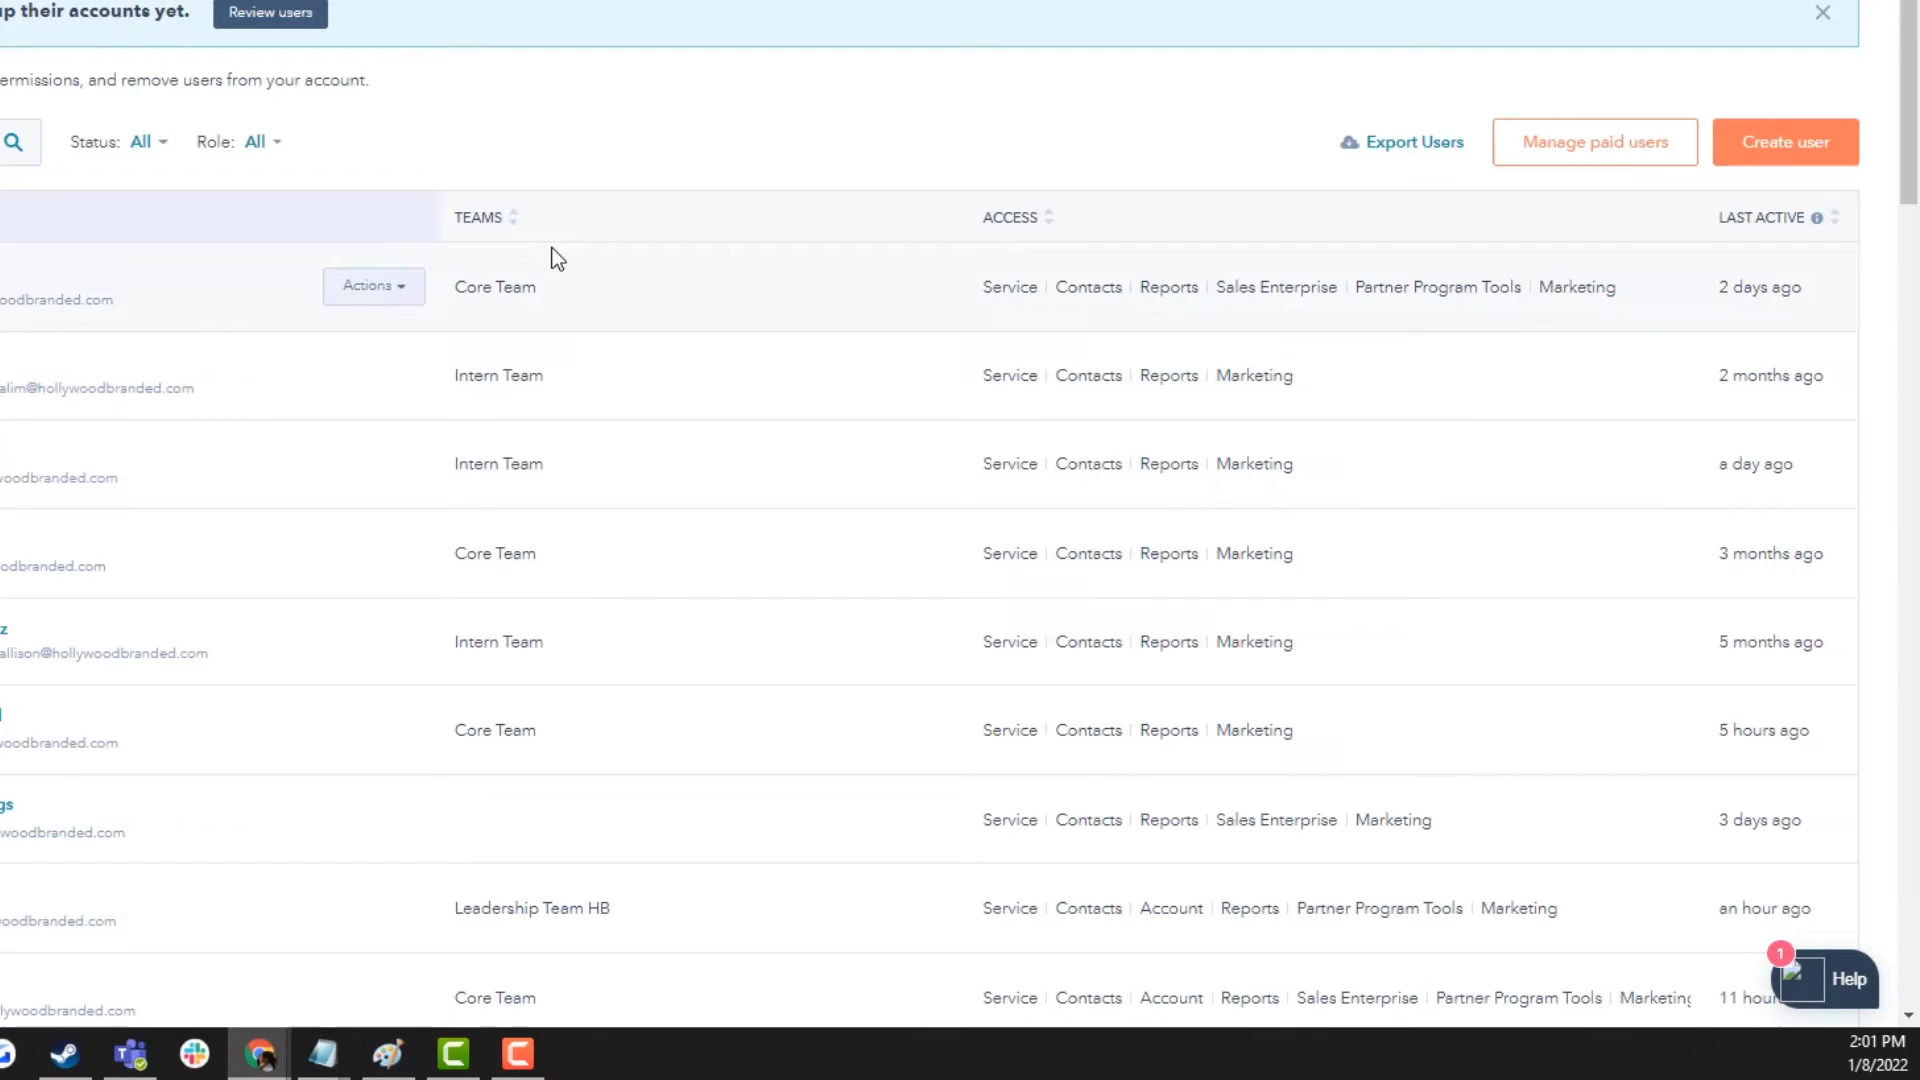 up their accounts yet. Review users
ermissions, and remove users from your account.
Status: All Role: All Export Users Manage paid users Create user
TEAMS ACCESS LAST ACTIVE
oodbranded.com Actions Core Team Service Contacts Reports Sales Enterprise Partner Program Tools Marketing 2 days ago
alim@hollywoodbranded.com Intern Team Service Contacts Reports Marketing 2 months ago
woodbranded.com Intern Team Service Contacts Reports Marketing a day ago
odbranded.com Core Team Service Contacts Reports Marketing 3 months ago
z
allison@hollywoodbranded.com Intern Team Service Contacts Reports Marketing 5 months ago
l
woodbranded.com Core Team Service Contacts Reports Marketing 5 hours ago
gs
woodbranded.com Service Contacts Reports Sales Enterprise Marketing 3 days ago
oodbranded.com Leadership Team HB Service Contacts Account Reports Partner Program Tools Marketing an hour ago
lywoodbranded.com Core Team Service Contacts Account Reports Sales Enterprise Partner Program Tools Marketing 11 hour
1 Help
2:01 PM
1/8/2022